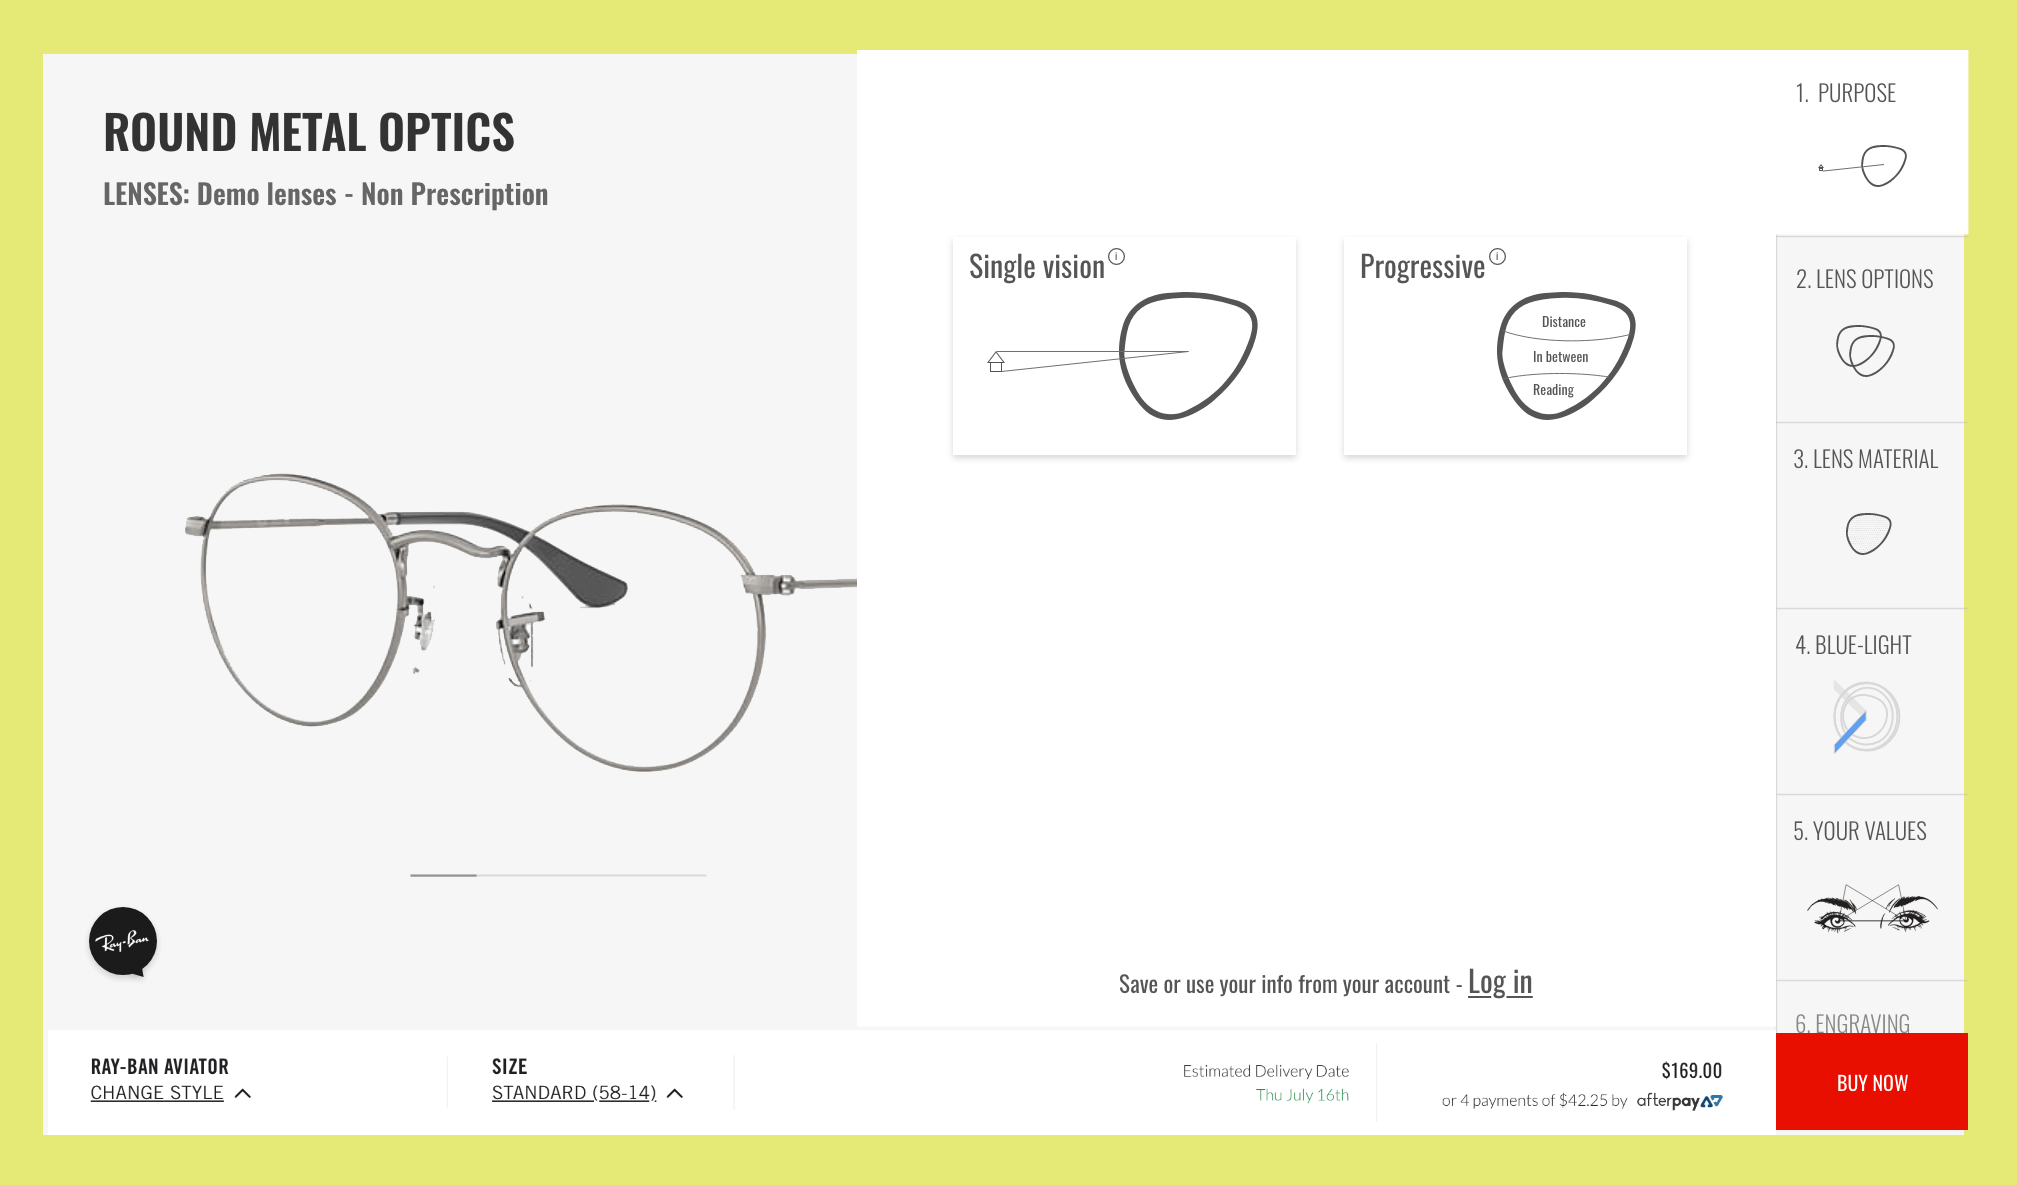 ROUND METAL OPTICS
LENSES: Demo lenses - Non Prescription
Ray-Ban
Single vision i
Progressive i
Distance
In between
Reading
Save or use your info from your account - Log in
1. PURPOSE
2. LENS OPTIONS
3. LENS MATERIAL
4. BLUE-LIGHT
5. YOUR VALUES
6. ENGRAVING
RAY-BAN AVIATOR
CHANGE STYLE
SIZE
STANDARD (58-14)
Estimated Delivery Date
Thu July 16th
$169.00
or 4 payments of $42.25 by afterpay
BUY NOW